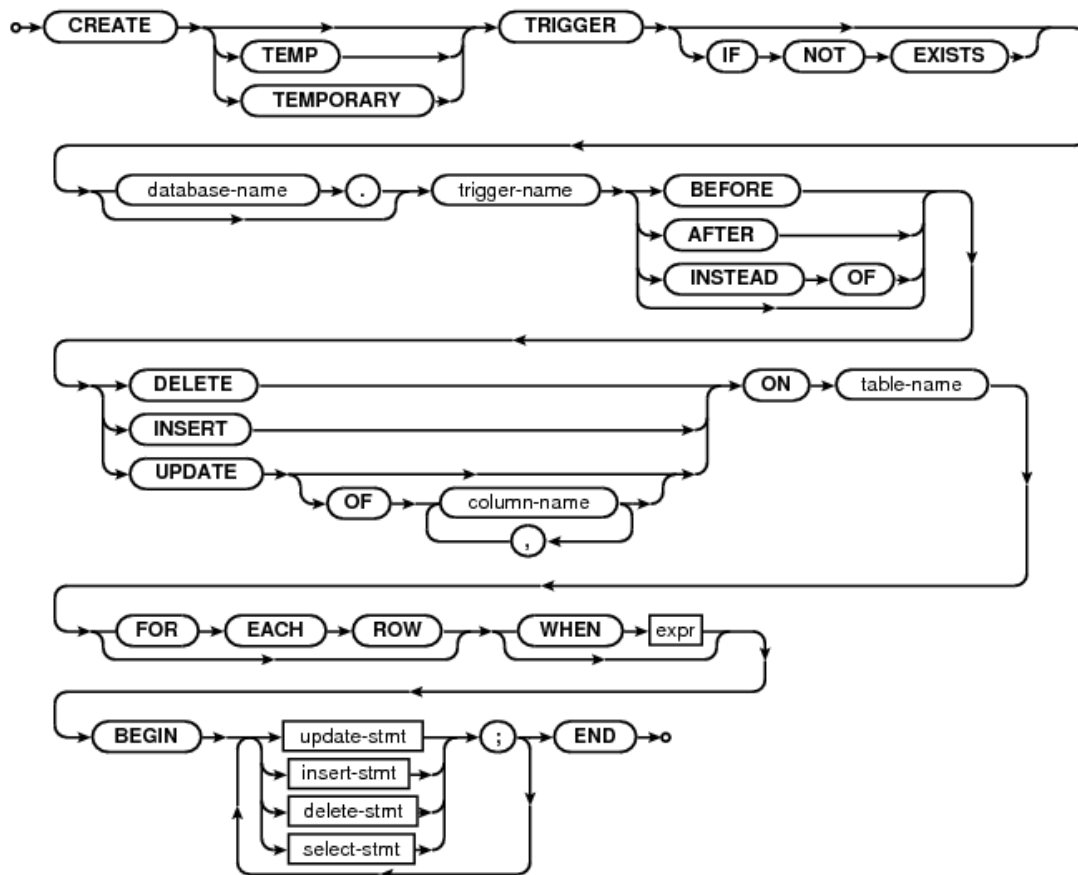 CREATE TRIGGER
TEMP IF NOT EXISTS
TEMPORARY
database-name . trigger-name BEFORE
AFTER
INSTEAD OF
DELETE ON table-name
INSERT
UPDATE
OF column-name
,
FOR EACH ROW WHEN expr
BEGIN update-stmt ; END
insert-stmt
delete-stmt
select-stmt